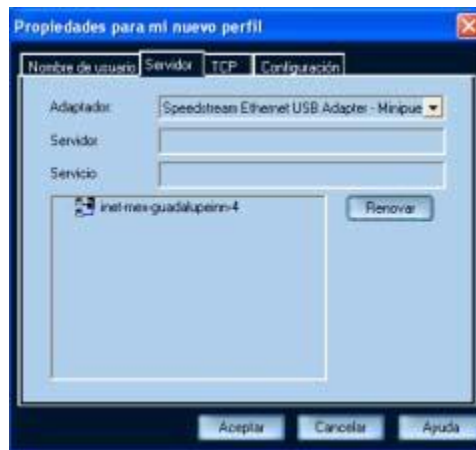 Propiedades para mi nuevo perfil
Nombre de usuario Servidor TCP Configuración
Adaptador: Speedstream Ethernet USB Adapter - Minipue
Servidor:
Servicio:
inet-mex-guadalupeinn-4
Renovar
Aceptar Cancelar Ayuda